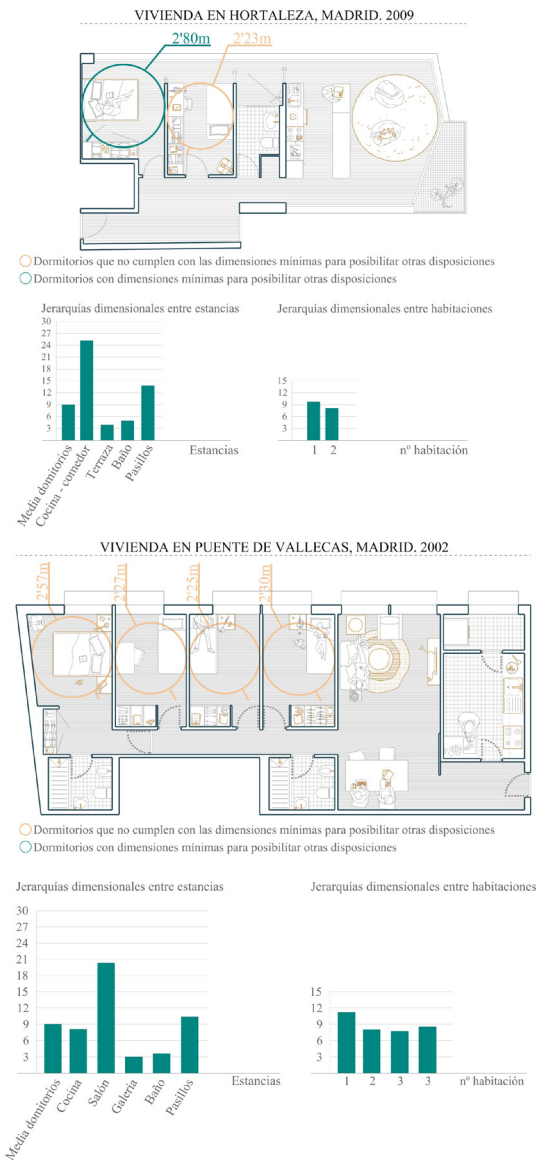 VIVIENDA EN HORTALEZA, MADRID. 2009
2'80m
2'23m
Dormitorios que no cumplen con las dimensiones mínimas para posibilitar otras disposiciones
Dormitorios con dimensiones mínimas para posibilitar otras disposiciones
Jerarquías dimensionales entre estancias
30
27
24
21
18
15
12
9
6
3
Media domitorios
Cocina - comedor
Terraza
Baño
Pasillos
Estancias
Jerarquías dimensionales entre habitaciones
15
12
9
6
3
1 2
nº habitación
VIVIENDA EN PUENTE DE VALLECAS, MADRID. 2002
2'57m
2'27m
2'25m
2'30m
Dormitorios que no cumplen con las dimensiones mínimas para posibilitar otras disposiciones
Dormitorios con dimensiones mínimas para posibilitar otras disposiciones
Jerarquías dimensionales entre estancias
30
27
24
21
18
15
12
9
6
3
Media domitorios
Cocina
Salón
Galería
Baño
Pasillos
Estancias
Jerarquías dimensionales entre habitaciones
15
12
9
6
3
1 2 3 3
nº habitación